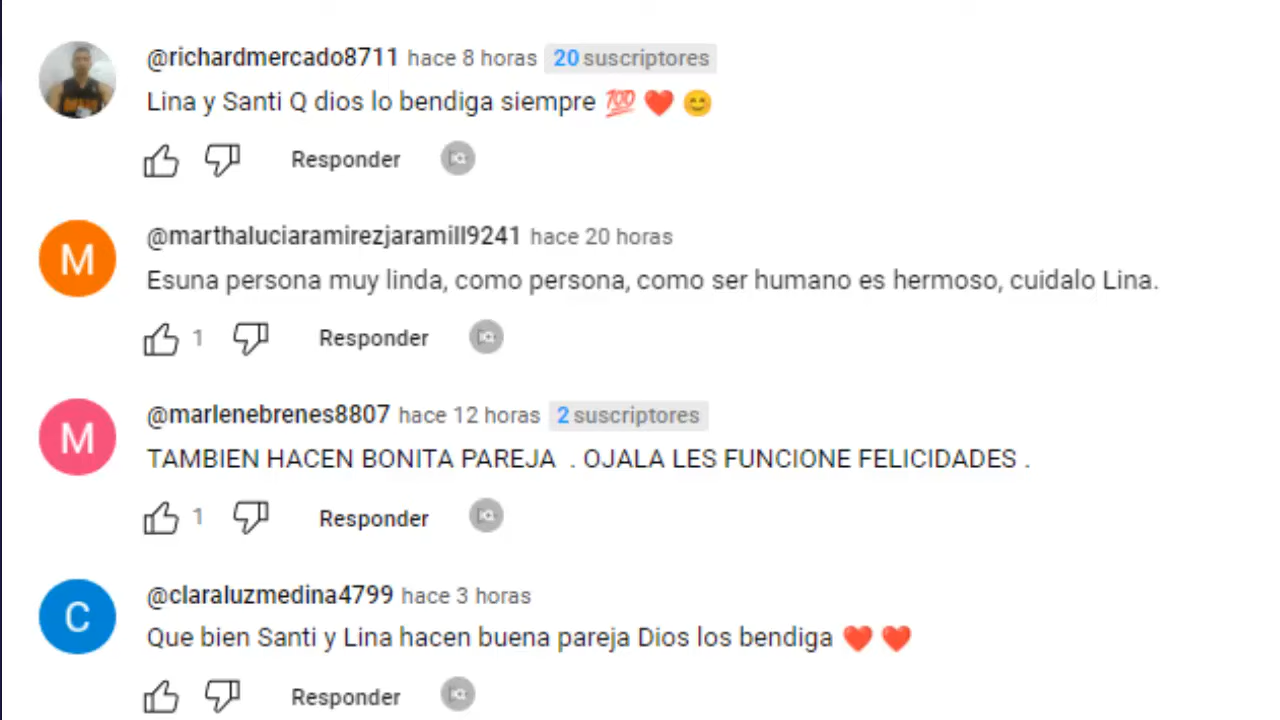 @richardmercado8711 hace 8 horas 20 suscriptores
Lina y Santi Q dios lo bendiga siempre 💯 ❤️ 😊
Responder
M
@marthaluciaramirezjaramill9241 hace 20 horas
Esuna persona muy linda, como persona, como ser humano es hermoso, cuidalo Lina.
1 Responder
M
@marlenebrenes8807 hace 12 horas 2 suscriptores
TAMBIEN HACEN BONITA PAREJA . OJALA LES FUNCIONE FELICIDADES .
1 Responder
C
@claraluzmedina4799 hace 3 horas
Que bien Santi y Lina hacen buena pareja Dios los bendiga ❤️ ❤️
Responder